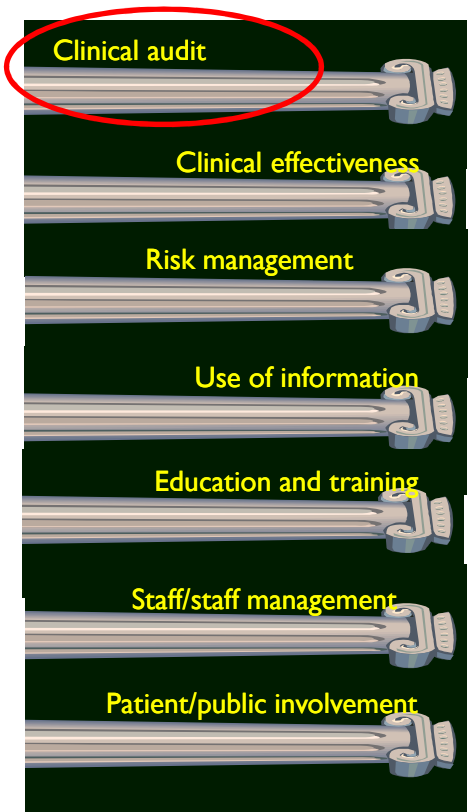 Clinical audit
Clinical effectiveness
Risk management
Use of information
Education and training
Staff/staff management
Patient/public involvement